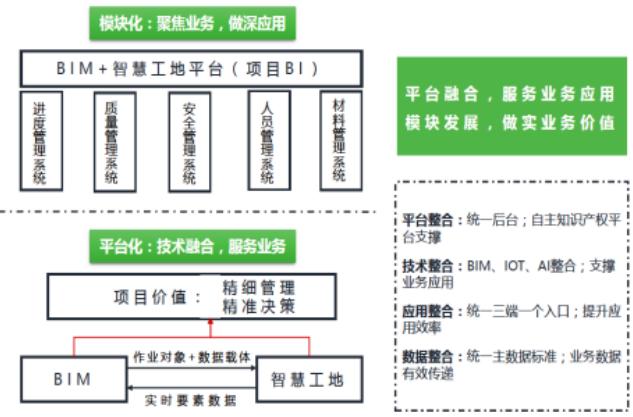 模块化：聚焦业务，做深应用
BIM+智慧工地平台（项目BI）
进度管理系统
质量管理系统
安全管理系统
人员管理系统
材料管理系统
平台化：技术融合，服务业务
项目价值：
精细管理
精准决策
作业对象+数据载体
BIM
智慧工地
实时要素数据
平台融合，服务业务应用
模块发展，做实业务价值
平台整合：统一后台；自主知识产权平
台支撑
技术整合：BIM、IOT、AI整合；支撑
业务应用
应用整合：统一三端一个入口；提升应
用效率
数据整合：统一主数据标准；业务数据
有效传递